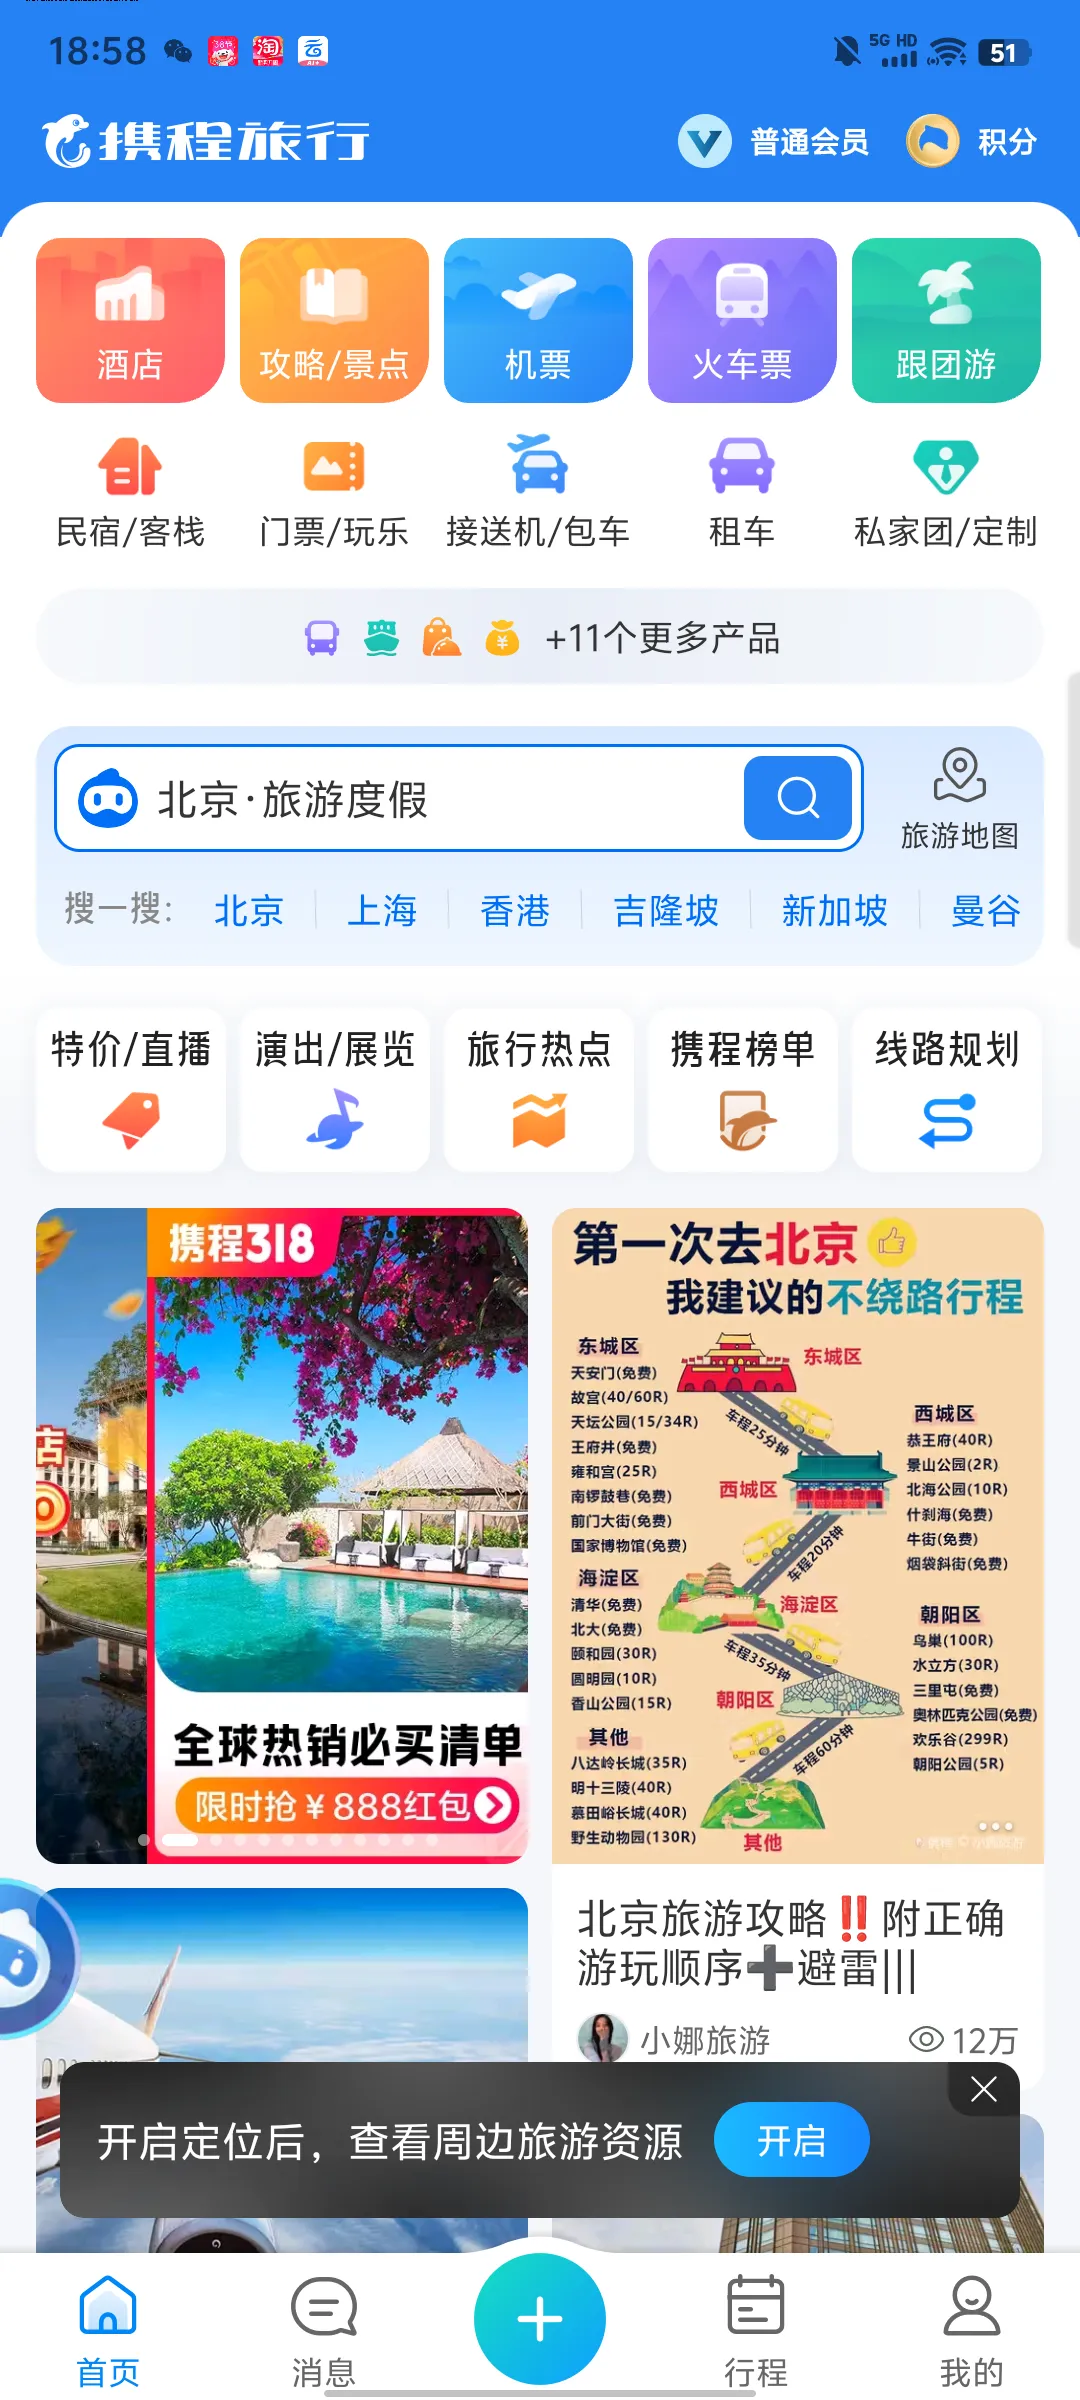 18:58
5G HD
51
携程旅行
普通会员
积分
酒店
攻略/景点
机票
火车票
跟团游
民宿/客栈
门票/玩乐
接送机/包车
租车
私家团/定制
+11个更多产品
北京·旅游度假
旅游地图
搜一搜:
北京
上海
香港
吉隆坡
新加坡
曼谷
特价/直播
演出/展览
旅行热点
携程榜单
线路规划
携程318
店
全球热销必买清单
限时抢￥888红包
第一次去北京
我建议的不绕路行程
东城区
天安门(免费)
故宫(40/60R)
天坛公园(15/34R)
王府井(免费)
雍和宫(25R)
南锣鼓巷(免费)
前门大街(免费)
国家博物馆(免费)
海淀区
清华(免费)
北大(免费)
颐和园(30R)
圆明园(10R)
香山公园(15R)
其他
八达岭长城(35R)
明十三陵(40R)
慕田峪长城(40R)
野生动物园(130R)
东城区
车程25分钟
西城区
车程20分钟
海淀区
车程35分钟
朝阳区
车程60分钟
其他
西城区
恭王府(40R)
景山公园(2R)
北海公园(10R)
什刹海(免费)
牛街(免费)
烟袋斜街(免费)
朝阳区
鸟巢(100R)
水立方(30R)
三里屯(免费)
奥林匹克公园(免费)
欢乐谷(299R)
朝阳公园(5R)
北京旅游攻略‼️附正确
游玩顺序➕避雷|||
小娜旅游
12万
开启定位后，查看周边旅游资源
开启
首页
消息
行程
我的